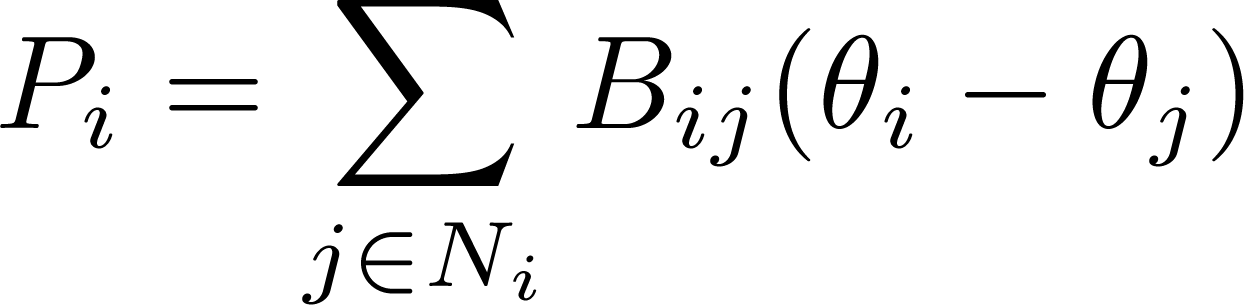 P_i = \sum_{j \in N_i} B_{ij}(\theta_i - \theta_j)